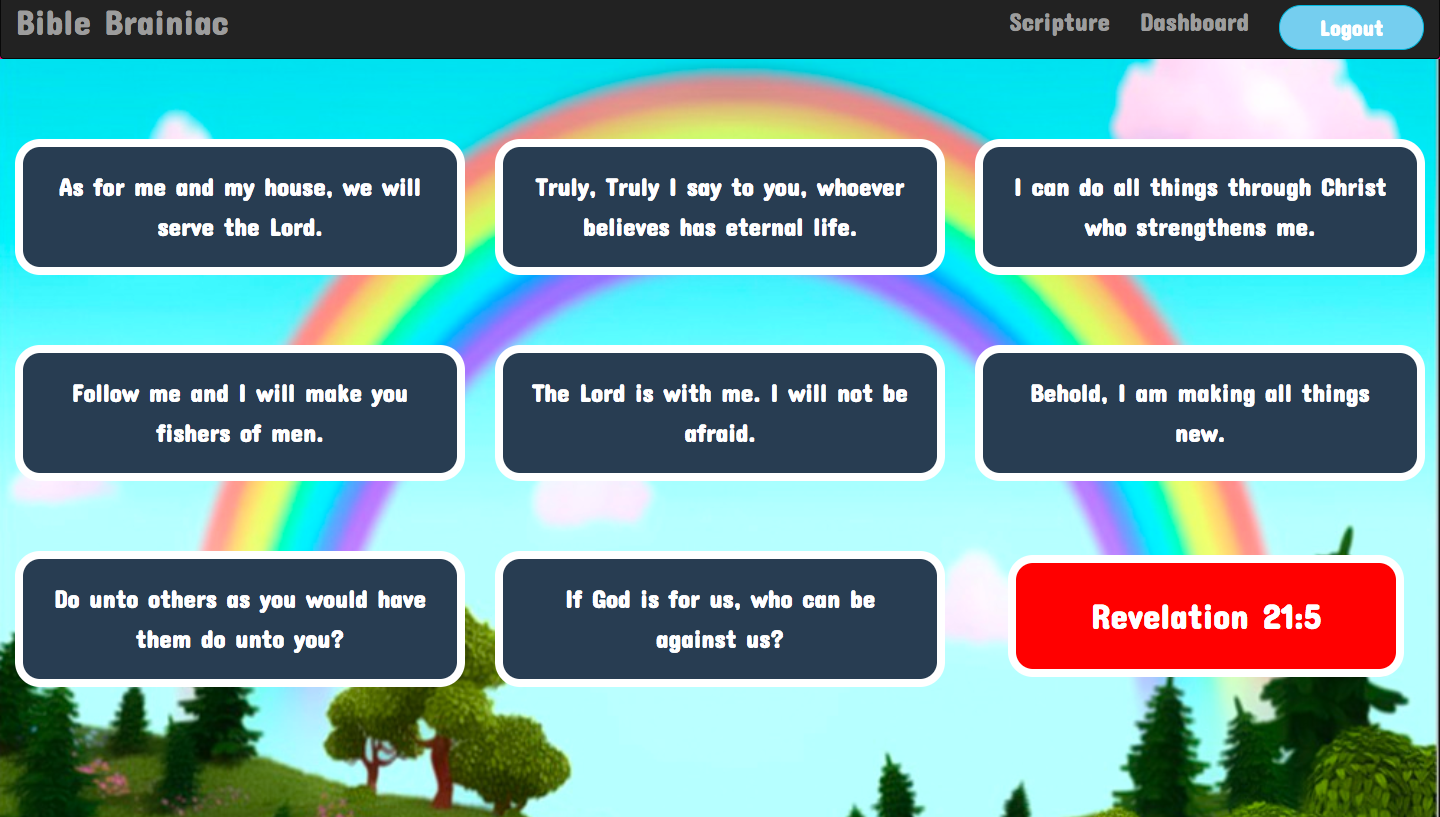 Bible Brainiac
Scripture Dashboard Logout
As for me and my house, we will
serve the Lord.
Truly, Truly I say to you, whoever
believes has eternal life.
I can do all things through Christ
who strengthens me.
Follow me and I will make you
fishers of men.
The Lord is with me. I will not be
afraid.
Behold, I am making all things
new.
Do unto others as you would have
them do unto you?
If God is for us, who can be
against us?
Revelation 21:5